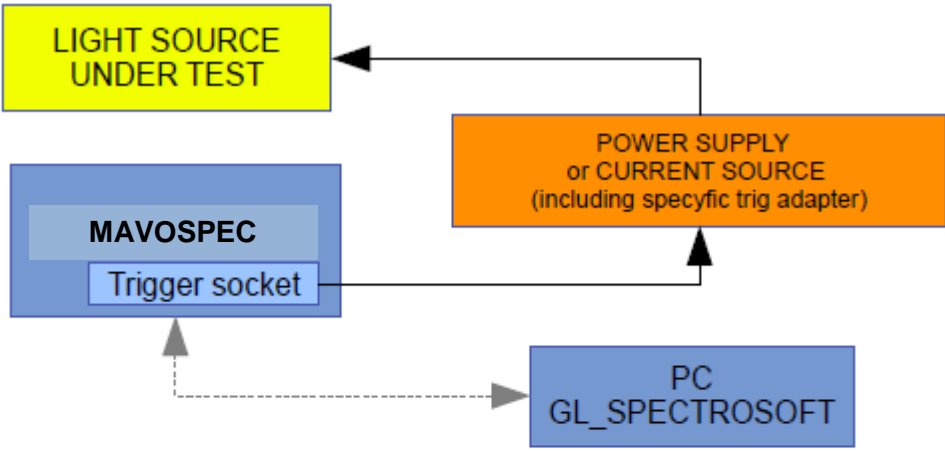 LIGHT SOURCE
UNDER TEST
POWER SUPPLY
or CURRENT SOURCE
(including specyfic trig adapter)
MAVOSPEC
Trigger socket
PC
GL_SPECTROSOFT